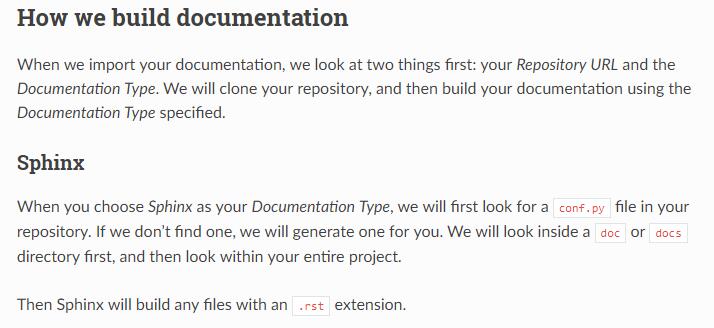 How we build documentation
When we import your documentation, we look at two things first: your Repository URL and the
Documentation Type. We will clone your repository, and then build your documentation using the
Documentation Type specified.
Sphinx
When you choose Sphinx as your Documentation Type, we will first look for a conf.py file in your
repository. If we don't find one, we will generate one for you. We will look inside a doc or docs
directory first, and then look within your entire project.
Then Sphinx will build any files with an .rst extension.